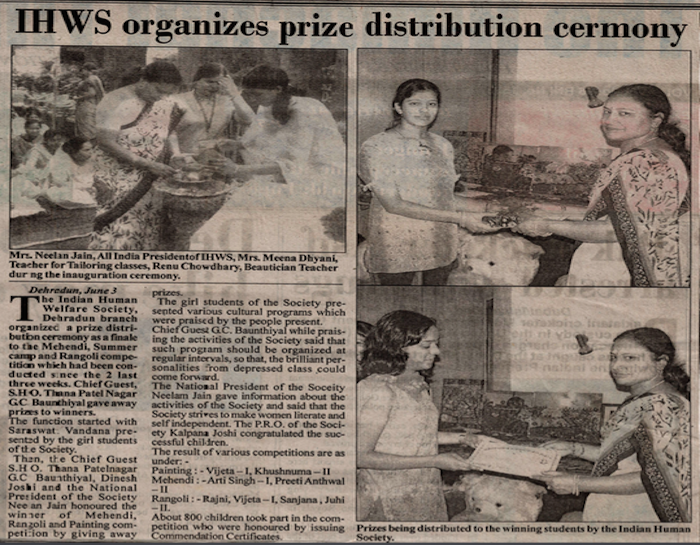 IHWS organizes prize distribution cermony
Mrs. Neelan Jain, All India Presidentof IHWS, Mrs. Meena Dhyani,
Teacher for Tailoring classes, Renu Chowdhary, Beautician Teacher
during the inauguration ceremony.
Dehradun, June 3
The Indian Human
Welfare Society,
Dehradun branch
organized a prize distri-
bution ceremony as a finale
to the Mehendi, Summer
camp and Rangoli compe-
tition which had been con-
ducted since the 2 last
three weeks. Chief Guest,
S.H.O. Thana Patel Nagar
G.C. Baunthiyal gave away
prizes to winners.
The function started with
Saraswat Vandana pre-
sented by the girl students
of the Society.
Then, the Chief Guest
S.H.O. Thana Patelnagar
G.C Baunthiyal, Dinesh
Joshi and the National
President of the Society
Neelan Jain honoured the
winner of Mehendi,
Rangoli and Painting com-
petition by giving away
prizes.
The girl students of the Society pre-
sented various cultural programs which
were praised by the people present.
Chief Guest G.C. Baunthiyal while prais-
ing the activities of the Society said that
such program should be organized at
regular intervals, so that, the brilliant per-
sonalities from depressed class could
come forward.
The National President of the Soceity
Neelam Jain gave information about the
activities of the Society and said that the
Society strives to make women literate and
self independent. The P.R.O. of the Soci-
ety Kalpana Joshi congratulated the suc-
cessful children.
The result of various competitions are as
under: -
Painting : - Vijeta - I, Khushnuma - II
Mehendi : - Arti Singh - I, Preeti Anthwal
- II
Rangoli : - Rajni, Vijeta - I, Sanjana, Juhi
- II.
About 800 children took part in the com-
petition who were honoured by issuing
Commendation Certificates.
Prizes being distributed to the winning students by the Indian Human
Society.